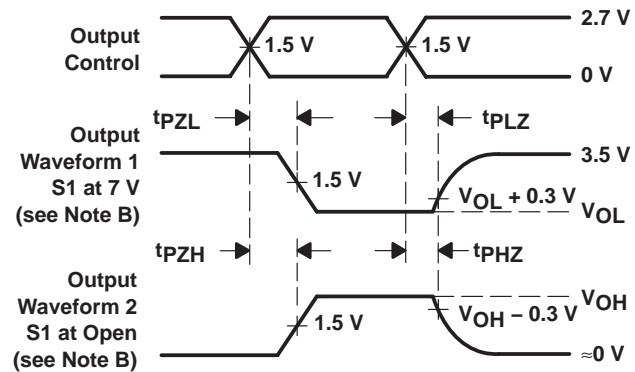 Output
Control
1.5 V
1.5 V
2.7 V
0 V
tPZL
tPLZ
Output
Waveform 1
S1 at 7 V
(see Note B)
1.5 V
3.5 V
VOL + 0.3 V
VOL
tPZH
tPHZ
Output
Waveform 2
S1 at Open
(see Note B)
1.5 V
VOH
VOH − 0.3 V
≈0 V